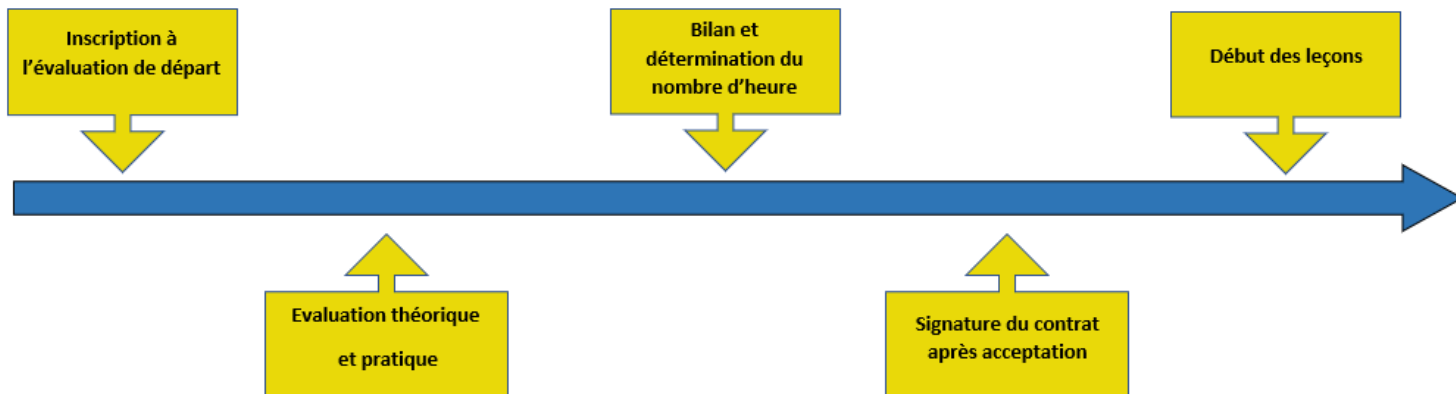 Inscription à
l’évaluation de départ
Evaluation théorique
et pratique
Bilan et
détermination du
nombre d’heure
Signature du contrat
après acceptation
Début des leçons